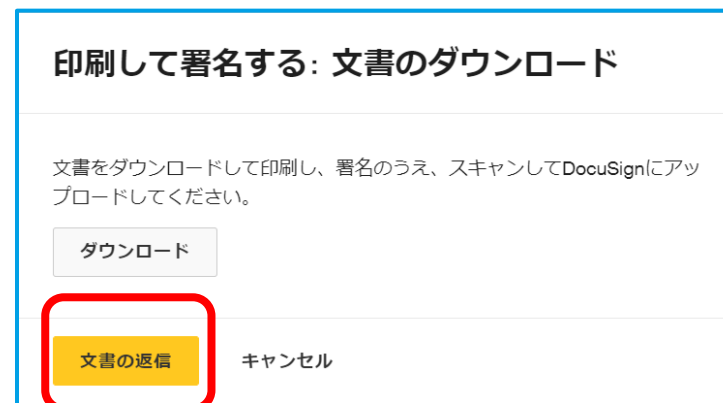 印刷して署名する: 文書のダウンロード
文書をダウンロードして印刷し、署名のうえ、スキャンしてDocuSignにアッ
プロードしてください。
ダウンロード
文書の返信 キャンセル